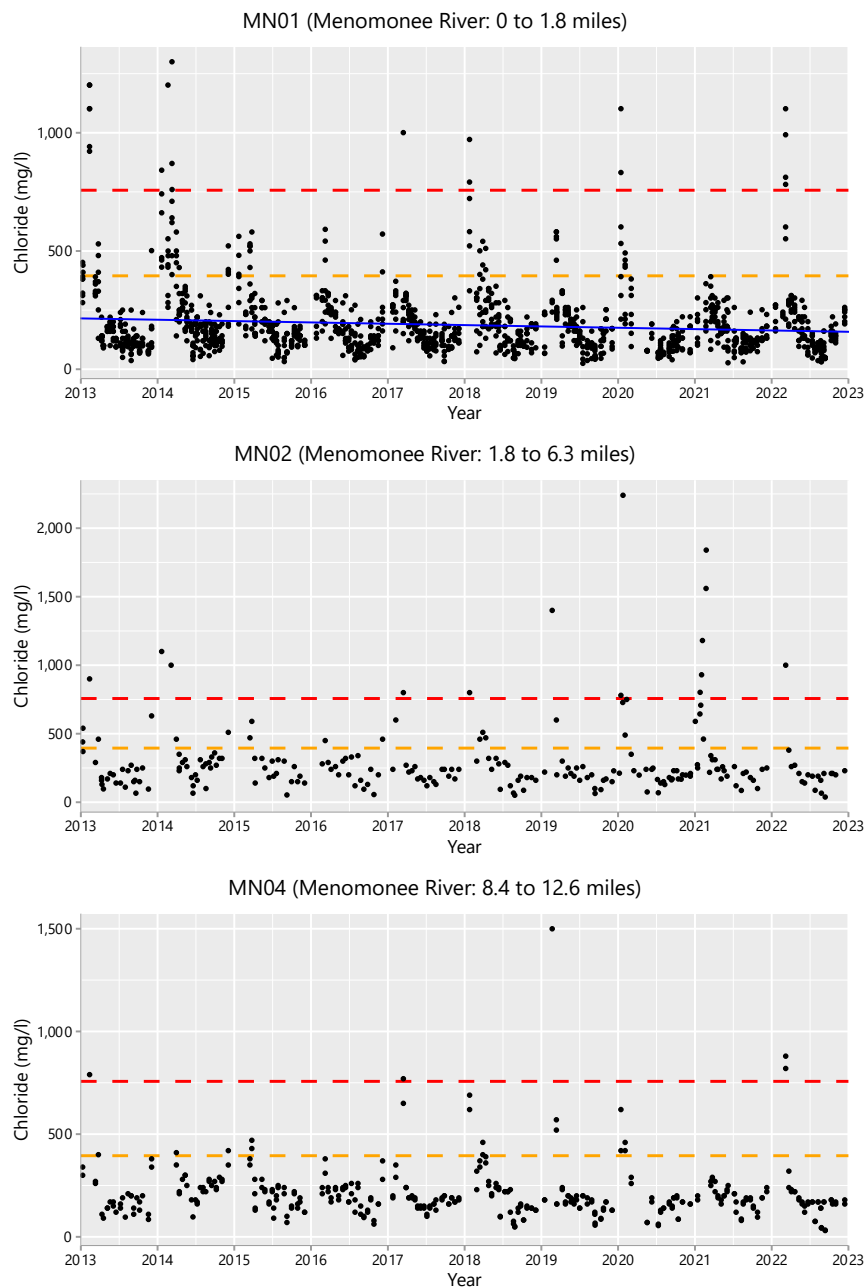 MN01 (Menomonee River: 0 to 1.8 miles)
1,000
500
0
Chloride (mg/l)
2013 2014 2015 2016 2017 2018 2019 2020 2021 2022 2023
Year
MN02 (Menomonee River: 1.8 to 6.3 miles)
2,000
1,500
1,000
500
0
Chloride (mg/l)
2013 2014 2015 2016 2017 2018 2019 2020 2021 2022 2023
Year
MN04 (Menomonee River: 8.4 to 12.6 miles)
1,500
1,000
500
0
Chloride (mg/l)
2013 2014 2015 2016 2017 2018 2019 2020 2021 2022 2023
Year